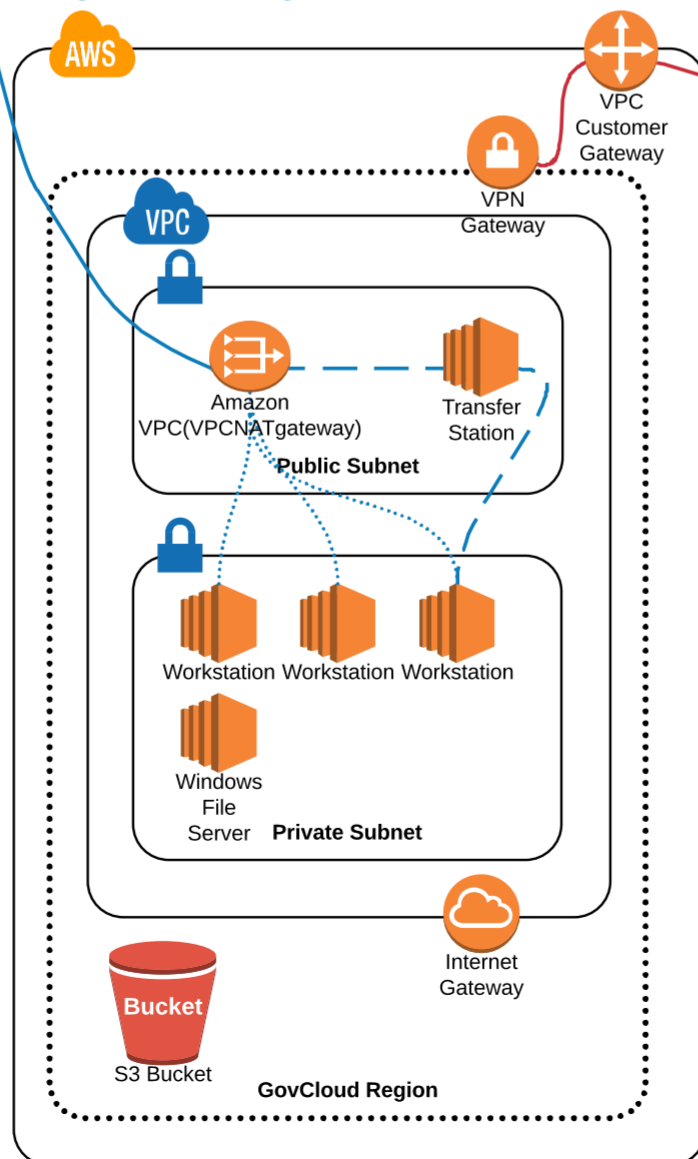 AWS
VPC
Customer
Gateway
VPN
Gateway
VPC
Amazon
VPC(VPCNATgateway)
Transfer
Station
Public Subnet
Workstation Workstation Workstation
Windows
File
Server
Private Subnet
Internet
Gateway
Bucket
S3 Bucket
GovCloud Region